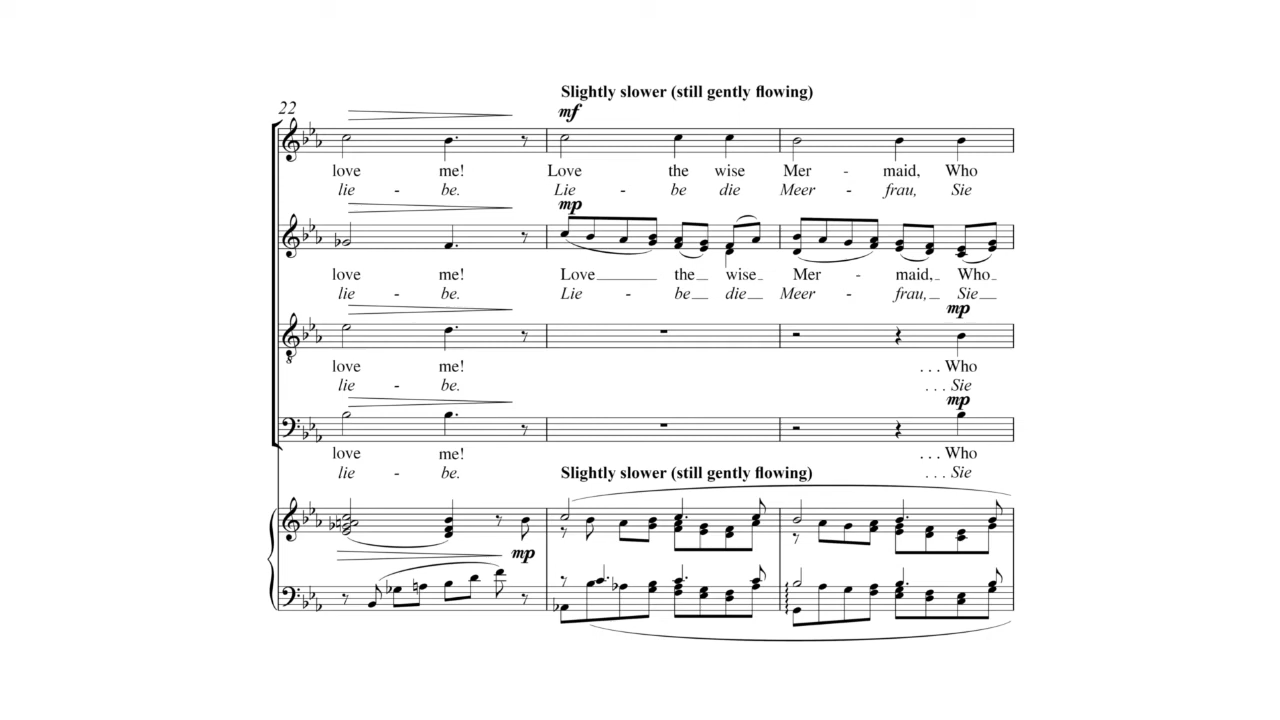 Slightly slower (still gently flowing)
22
mf
love me! Love the wise Mer - maid, Who
lie - be. Lie - be die Meer - frau, Sie
mp
love me! Love the wise Mer - maid, Who
lie - be. Lie - be die Meer - frau, Sie
mp
love me! . . . Who
lie - be. . . . Sie
mp
love me! . . . Who
lie - be. Slightly slower (still gently flowing) . . . Sie
mp